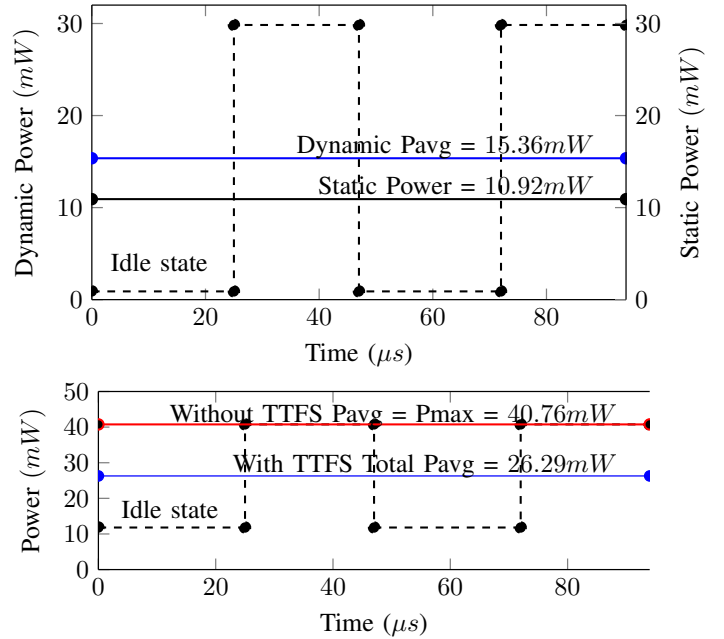 30
20
10
0
Dynamic Power (mW)
30
20
10
0
Static Power (mW)
Dynamic Pavg = 15.36mW
Static Power = 10.92mW
Idle state
0 20 40 60 80
Time (μs)
50
40
30
20
10
0
Power (mW)
Without TTFS Pavg = Pmax = 40.76mW
With TTFS Total Pavg = 26.29mW
Idle state
0 20 40 60 80
Time (μs)